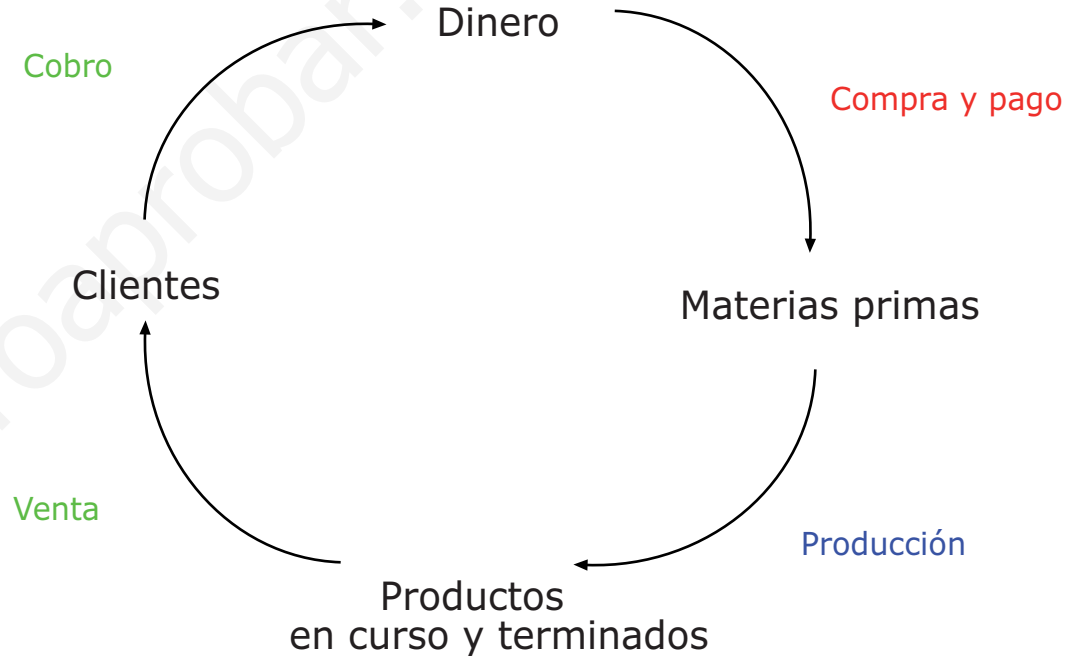 Dinero
Cobro
Compra y pago
Clientes
Materias primas
Venta
Producción
Productos
en curso y terminados